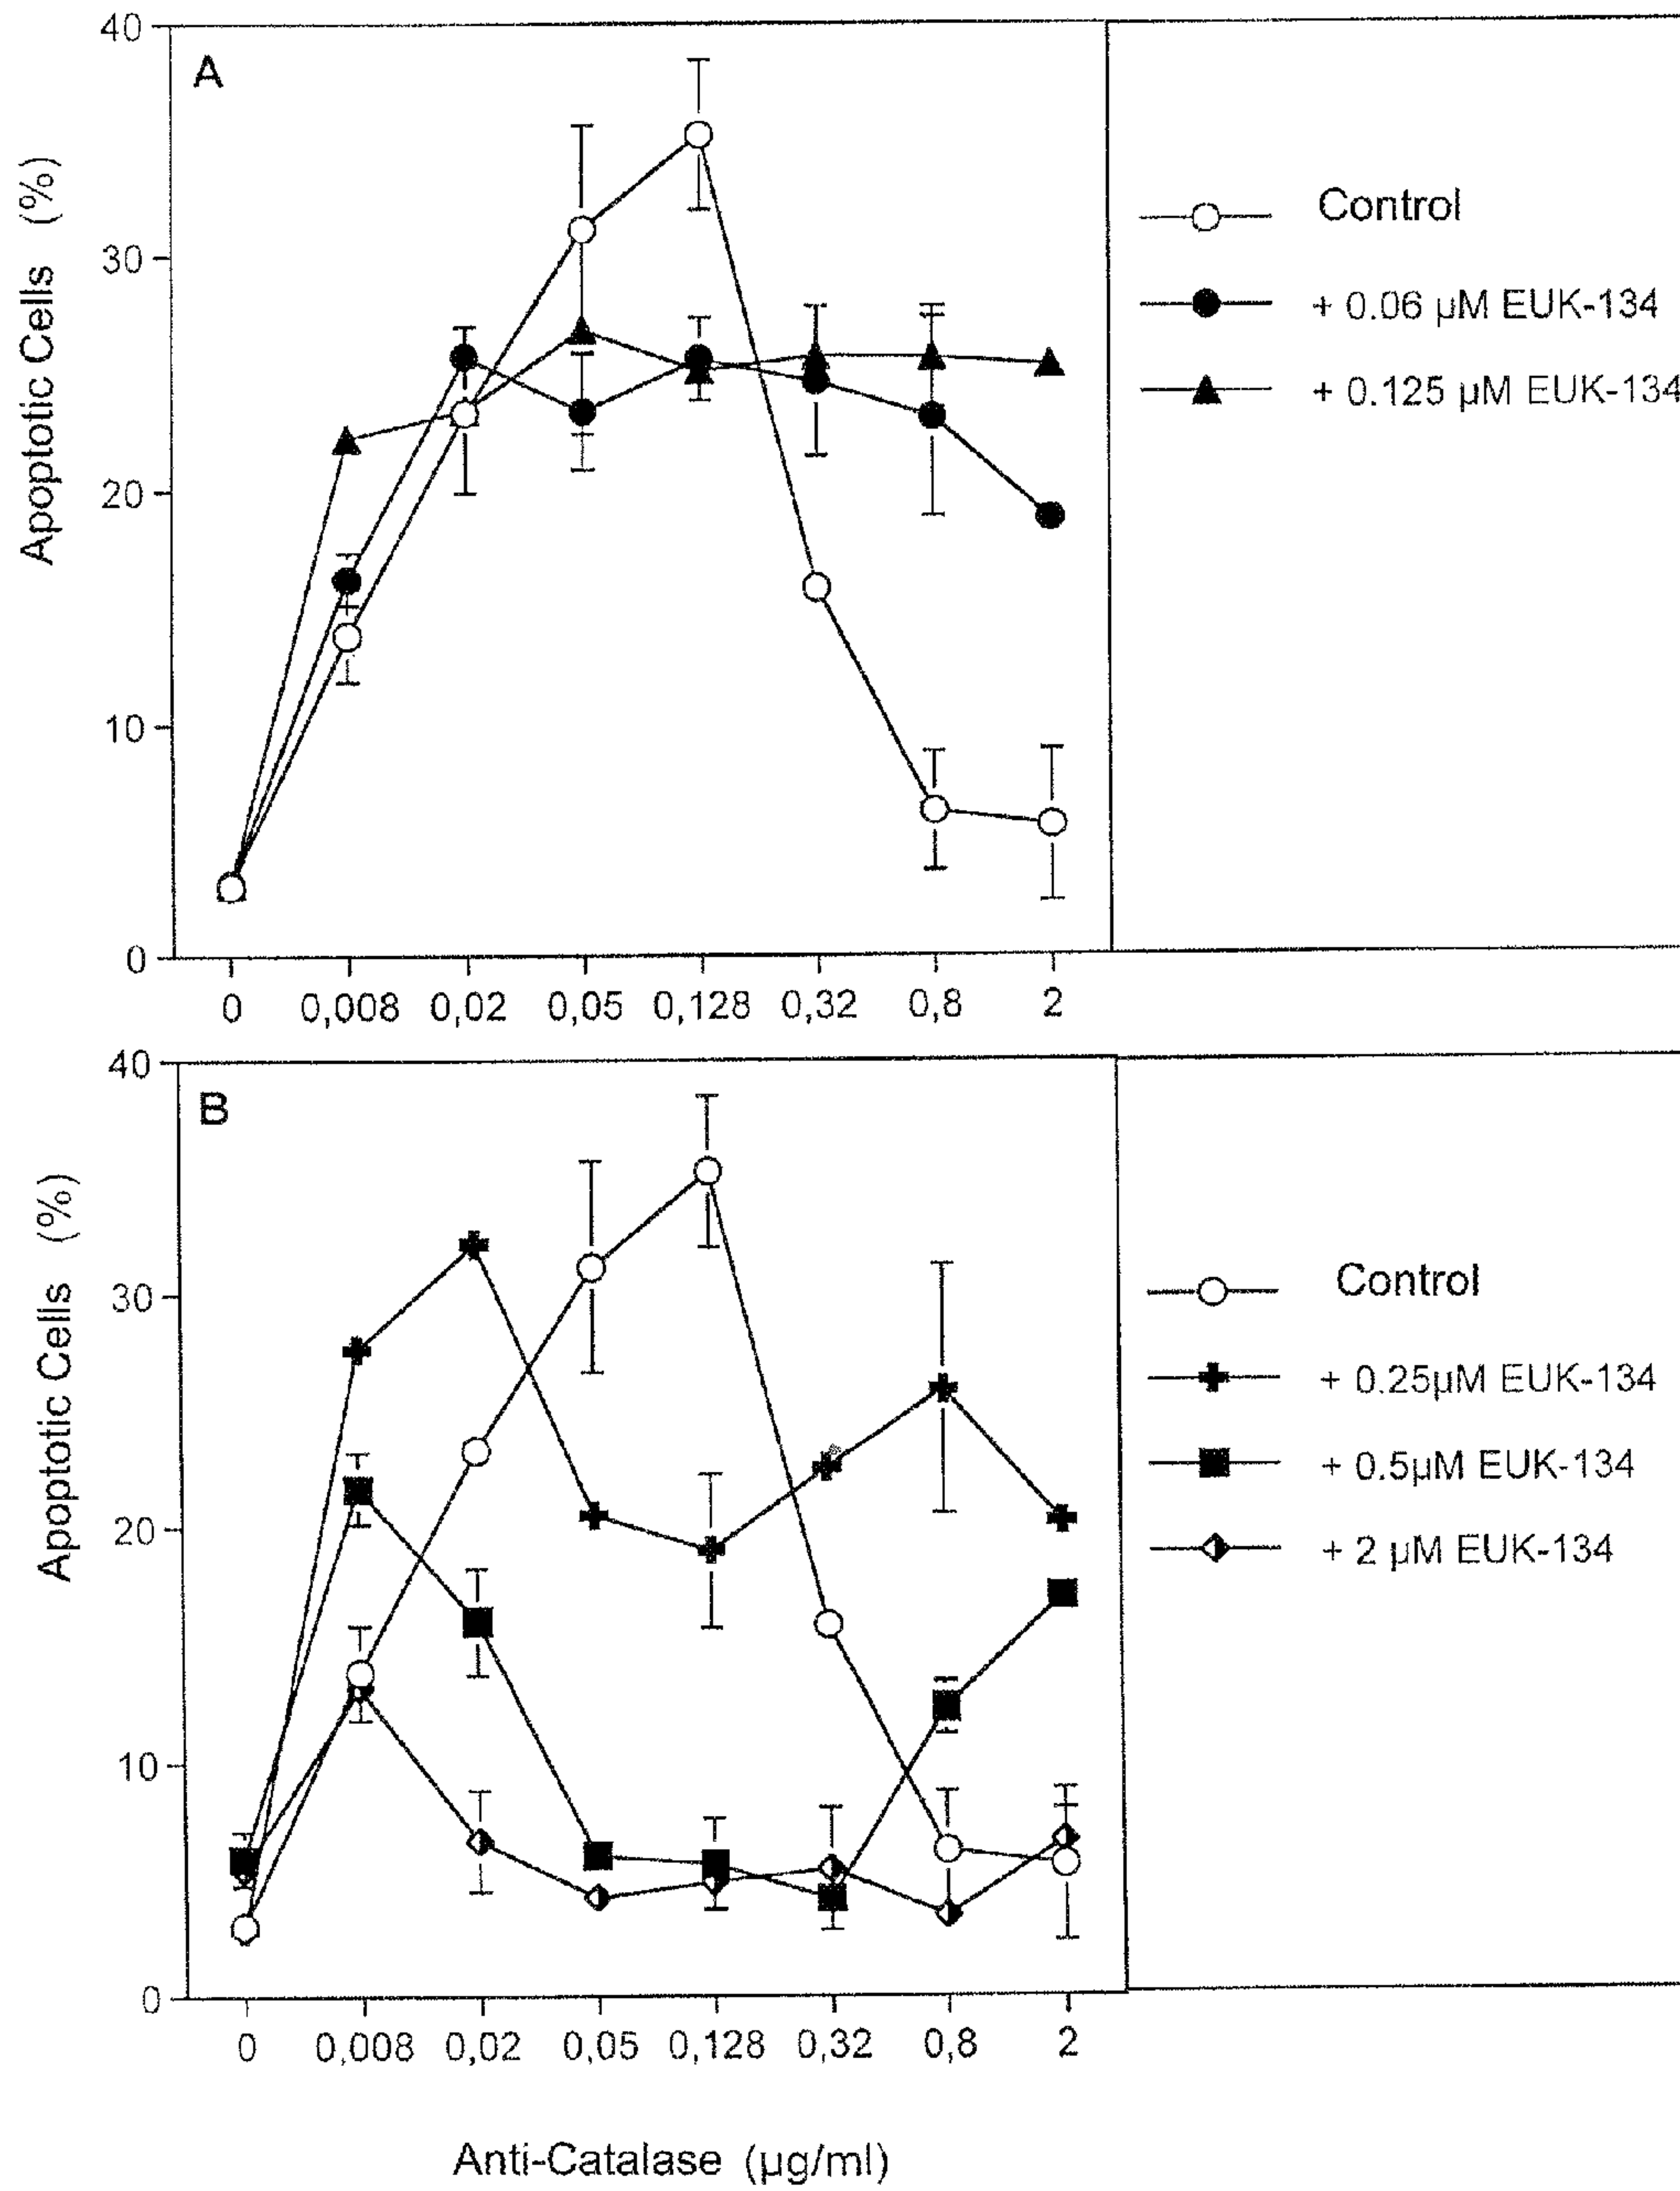 A
40
30
20
10
0
Apoptotic Cells (%)
0 0,008 0,02 0,05 0,128 0,32 0,8 2
Control
+ 0.06 µM EUK-134
+ 0.125 µM EUK-134
B
40
30
20
10
0
Apoptotic Cells (%)
0 0,008 0,02 0,05 0,128 0,32 0,8 2
Control
+ 0.25µM EUK-134
+ 0.5µM EUK-134
+ 2 µM EUK-134
Anti-Catalase (µg/ml)